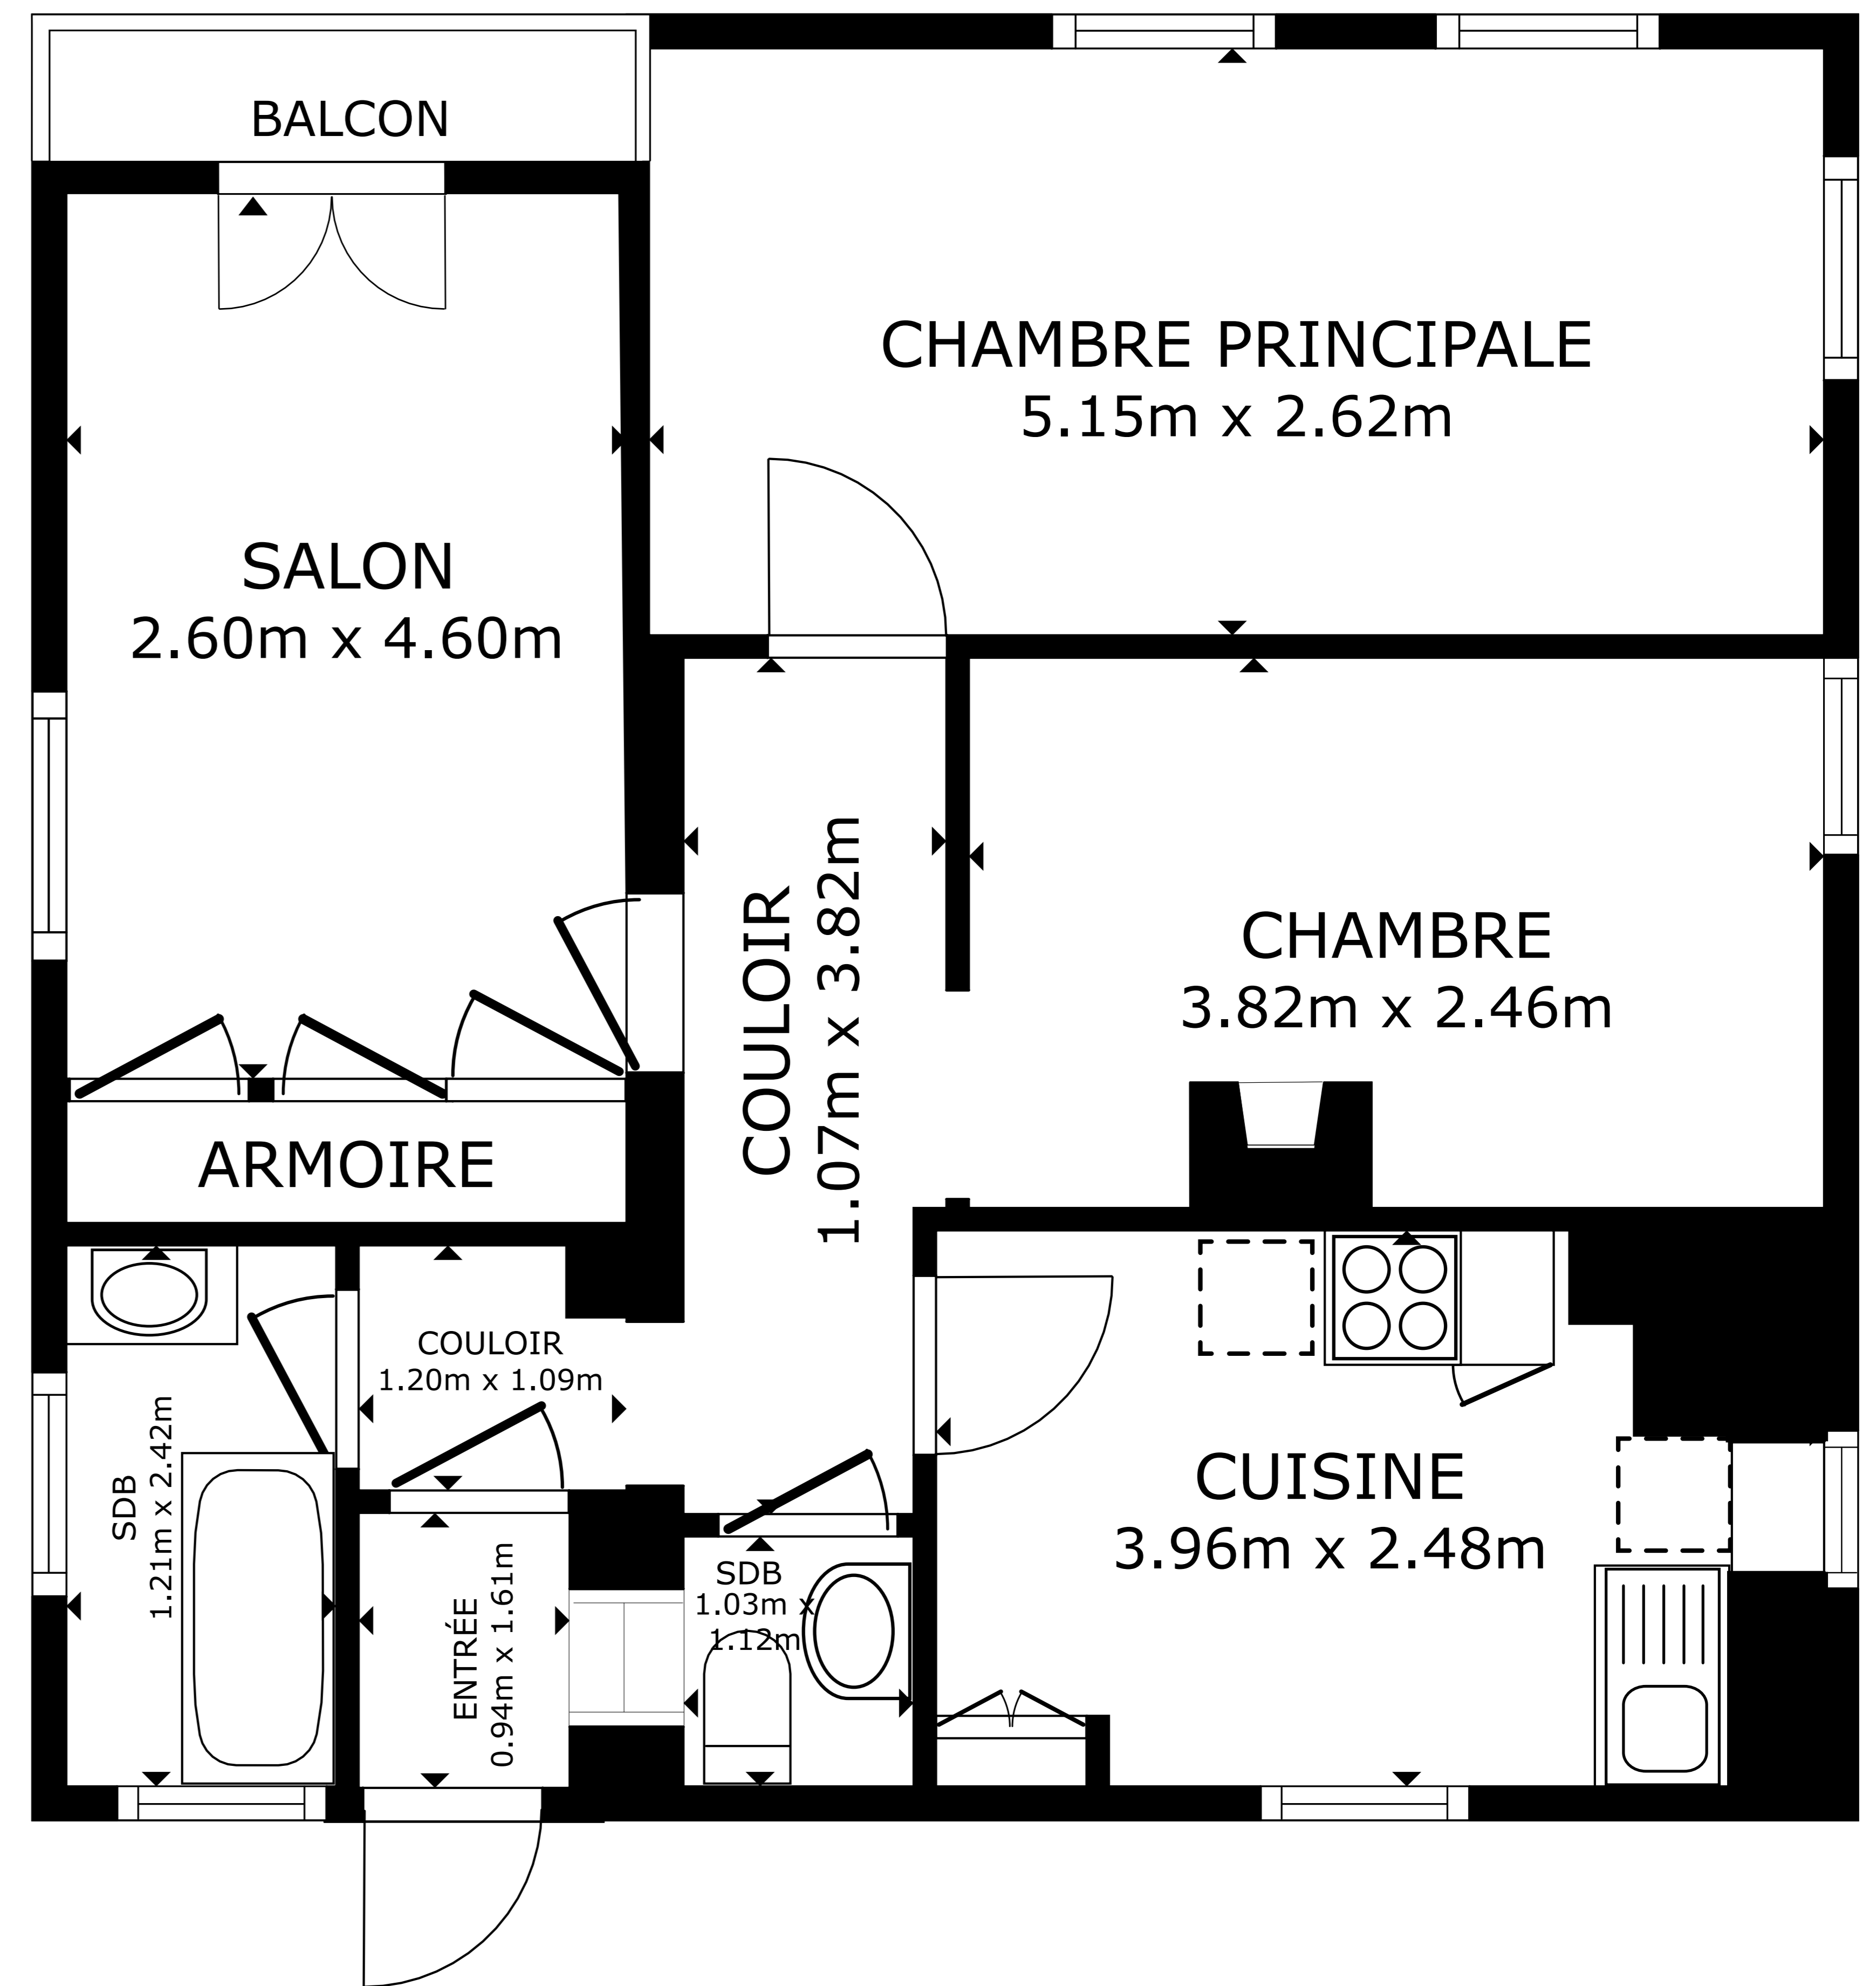 BALCON
CHAMBRE PRINCIPALE
5.15m x 2.62m
SALON
2.60m x 4.60m
COULOIR
1.07m x 3.82m
CHAMBRE
3.82m x 2.46m
ARMOIRE
COULOIR
1.20m x 1.09m
SDB
1.21m x 2.42m
CUISINE
3.96m x 2.48m
ENTRÉE
0.94m x 1.61m
SDB
1.03m x
1.12m